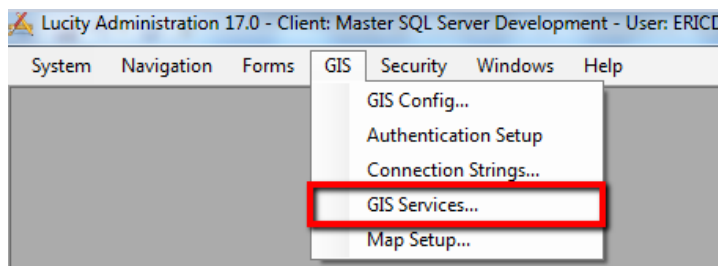 Lucity Administration 17.0 - Client: Master SQL Server Development - User: ERICD
System Navigation Forms GIS Security Windows Help
GIS Config...
Authentication Setup
Connection Strings...
GIS Services...
Map Setup...